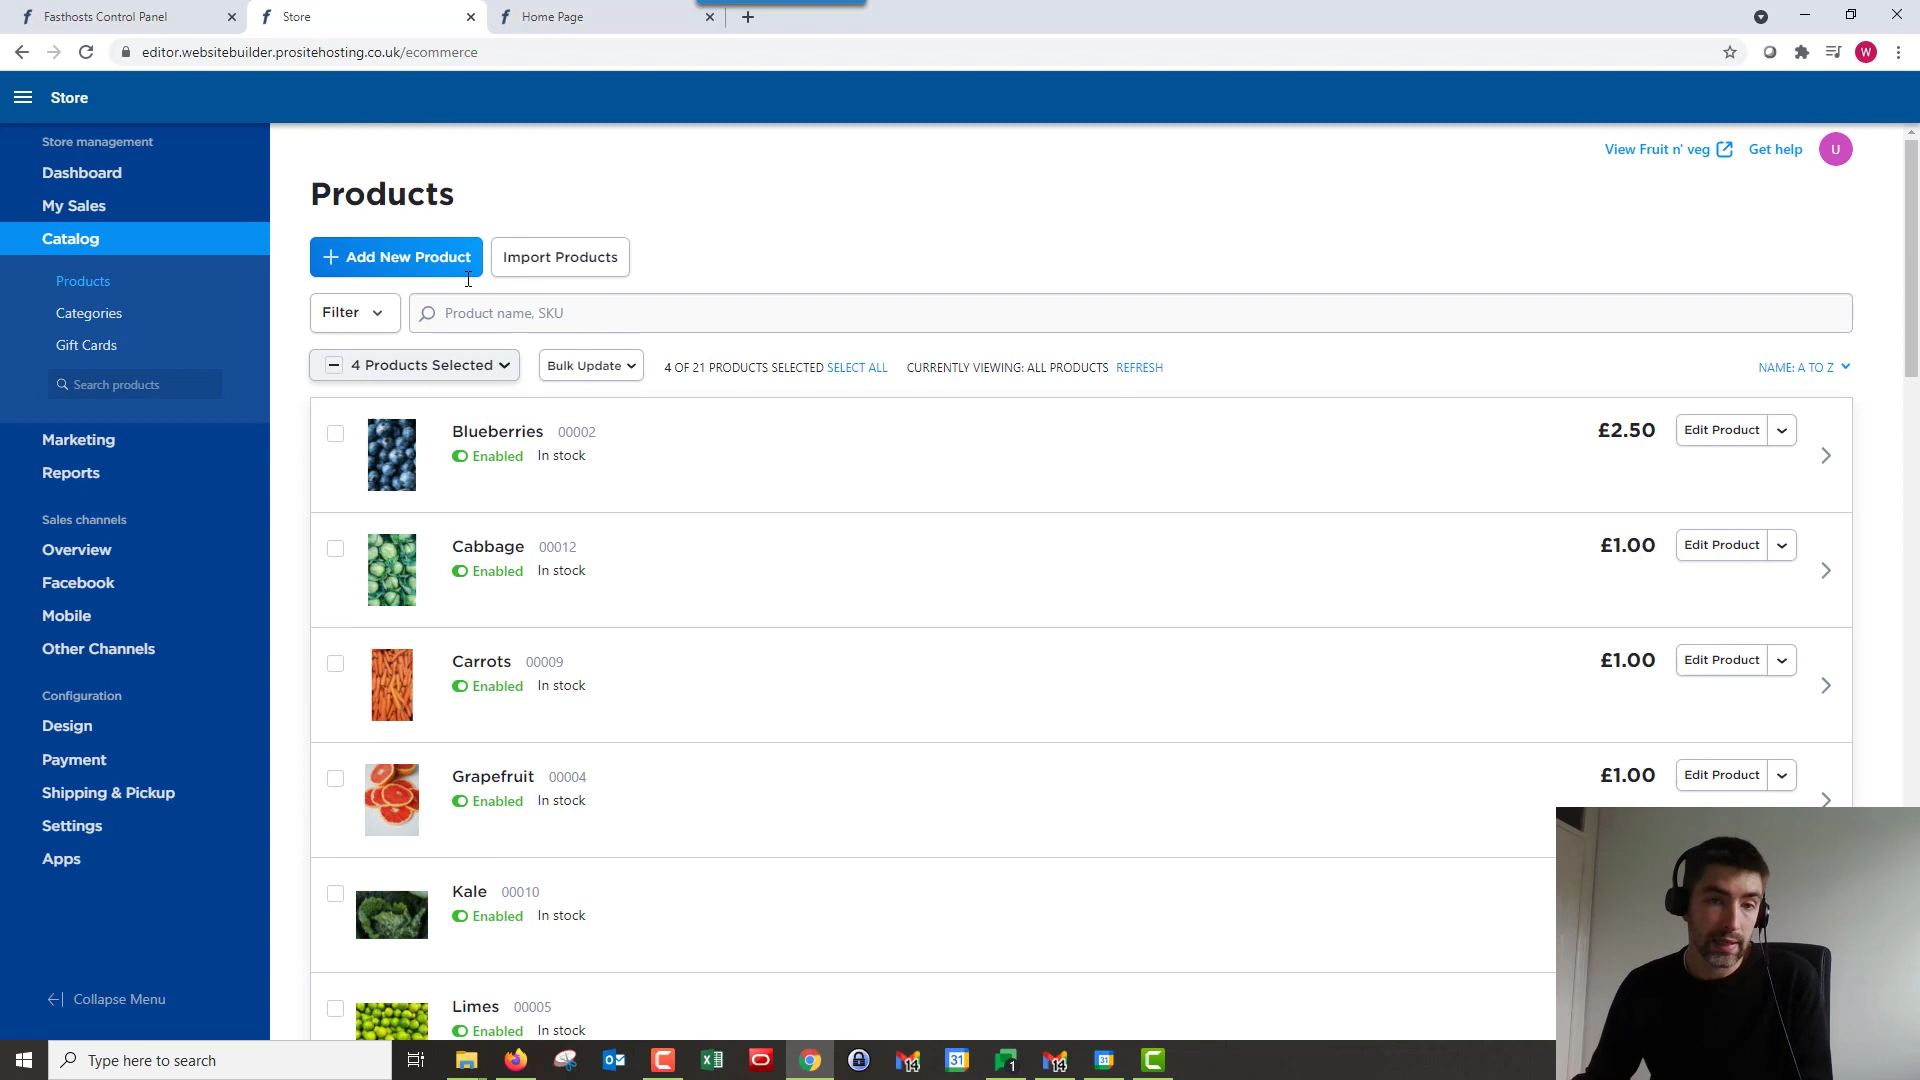 Fasthosts Control Panel
Store
Home Page
editor.websitebuilder.prositehosting.co.uk/ecommerce
W
Store
Store management
Dashboard
My Sales
Catalog
Products
Categories
Gift Cards
Search products
Marketing
Reports
Sales channels
Overview
Facebook
Mobile
Other Channels
Configuration
Design
Payment
Shipping & Pickup
Settings
Apps
Collapse Menu
View Fruit n' veg
Get help
U
Products
Add New Product
Import Products
Filter
Product name, SKU
4 Products Selected
Bulk Update
4 OF 21 PRODUCTS SELECTED SELECT ALL
CURRENTLY VIEWING: ALL PRODUCTS REFRESH
NAME: A TO Z
Blueberries 00002
Enabled In stock
£2.50
Edit Product
Cabbage 00012
Enabled In stock
£1.00
Edit Product
Carrots 00009
Enabled In stock
£1.00
Edit Product
Grapefruit 00004
Enabled In stock
£1.00
Edit Product
Kale 00010
Enabled In stock
Limes 00005
Enabled In stock
Type here to search
14
31
1
14
31